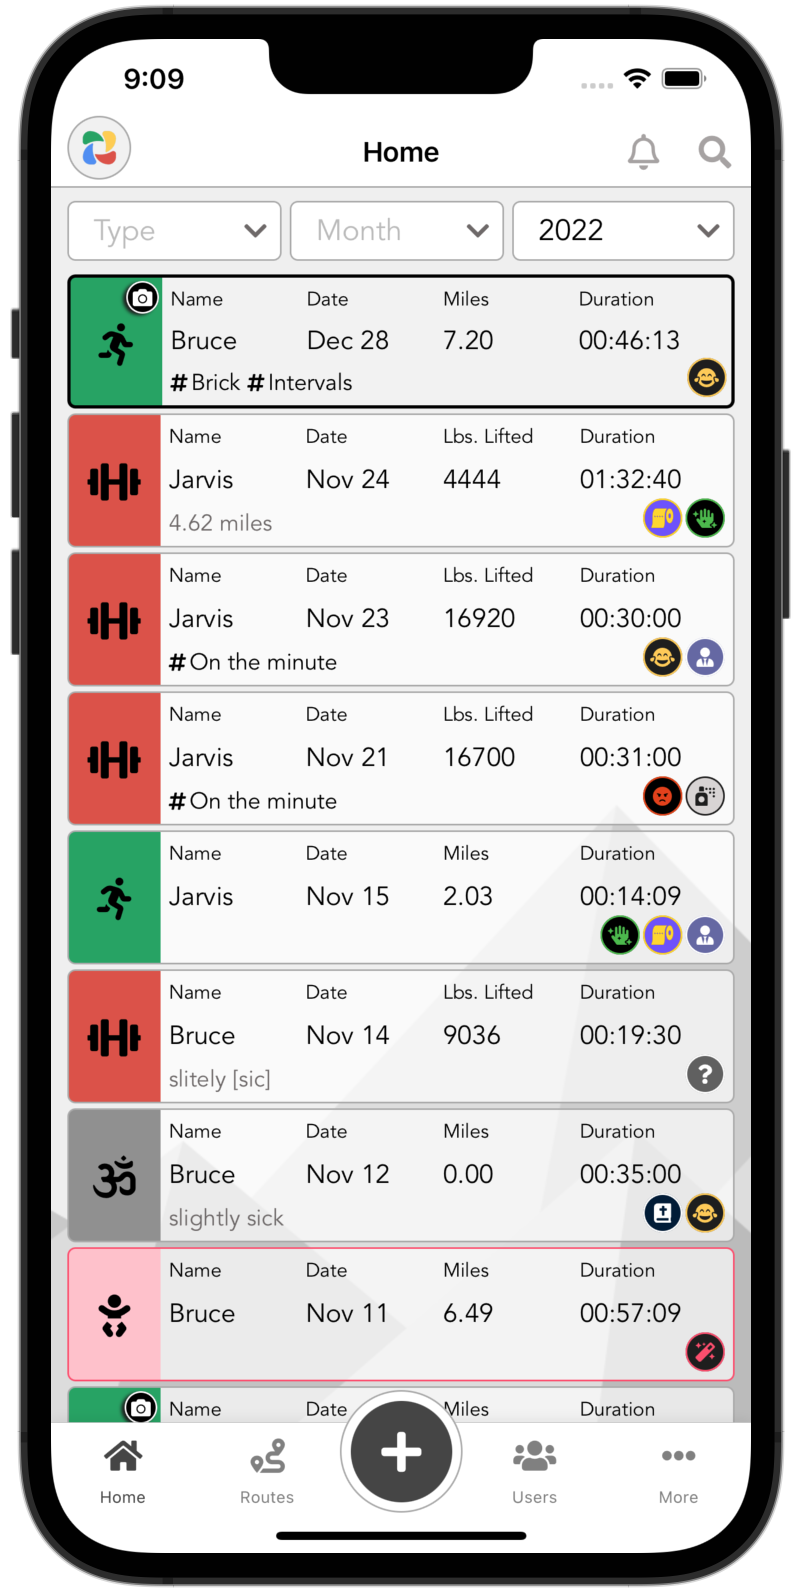 9:09
Home
Type Month 2022
Name Date Miles Duration
Bruce Dec 28 7.20 00:46:13
#Brick #Intervals
Name Date Lbs. Lifted Duration
Jarvis Nov 24 4444 01:32:40
4.62 miles
Name Date Lbs. Lifted Duration
Jarvis Nov 23 16920 00:30:00
#On the minute
Name Date Lbs. Lifted Duration
Jarvis Nov 21 16700 00:31:00
#On the minute
Name Date Miles Duration
Jarvis Nov 15 2.03 00:14:09
Name Date Lbs. Lifted Duration
Bruce Nov 14 9036 00:19:30
slitely [sic]
?
Name Date Miles Duration
ॐ
Bruce Nov 12 0.00 00:35:00
slightly sick
Name Date Miles Duration
Bruce Nov 11 6.49 00:57:09
Name Date Miles Duration
Home Routes Users More